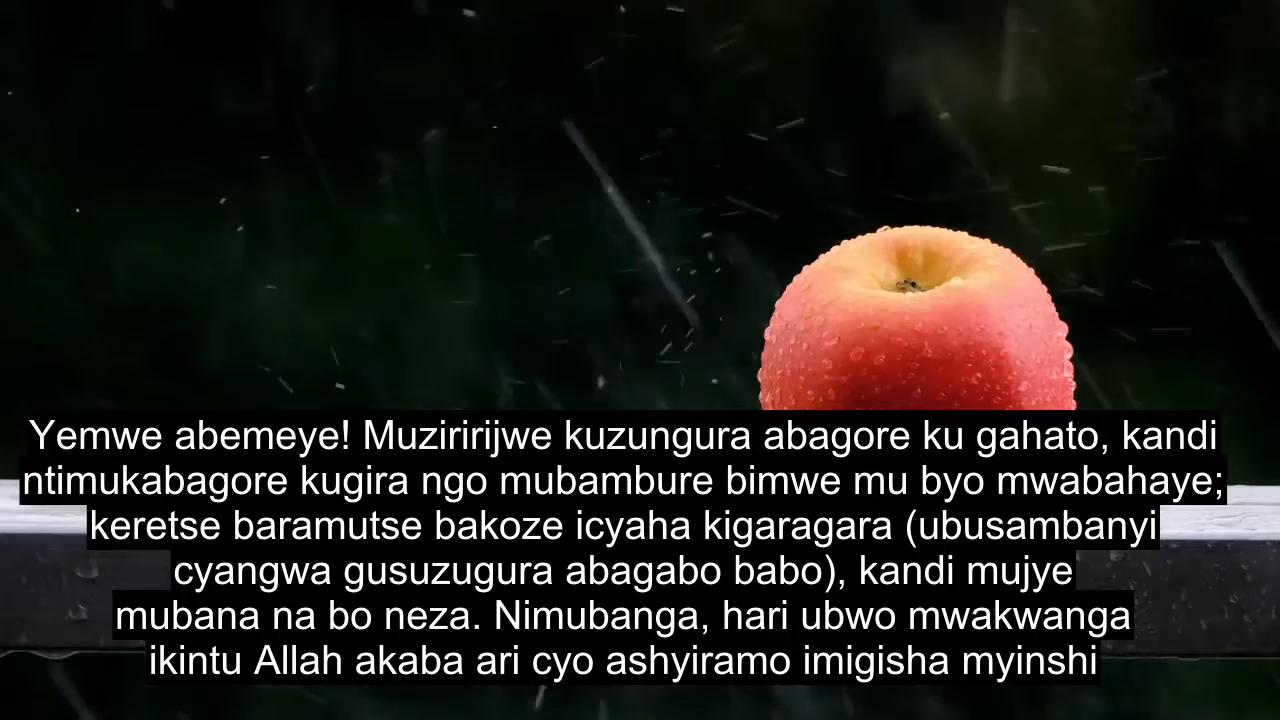 Yemwe abemeye! Muziririjwe kuzungura abagore ku gahato, kandi
ntimukabagore kugira ngo mubambure bimwe mu byo mwabahaye;
keretse baramutse bakoze icyaha kigaragara (ubusambanyi
cyangwa gusuzugura abagabo babo), kandi mujye
mubana na bo neza. Nimubanga, hari ubwo mwakwanga
ikintu Allah akaba ari cyo ashyiramo imigisha myinshi